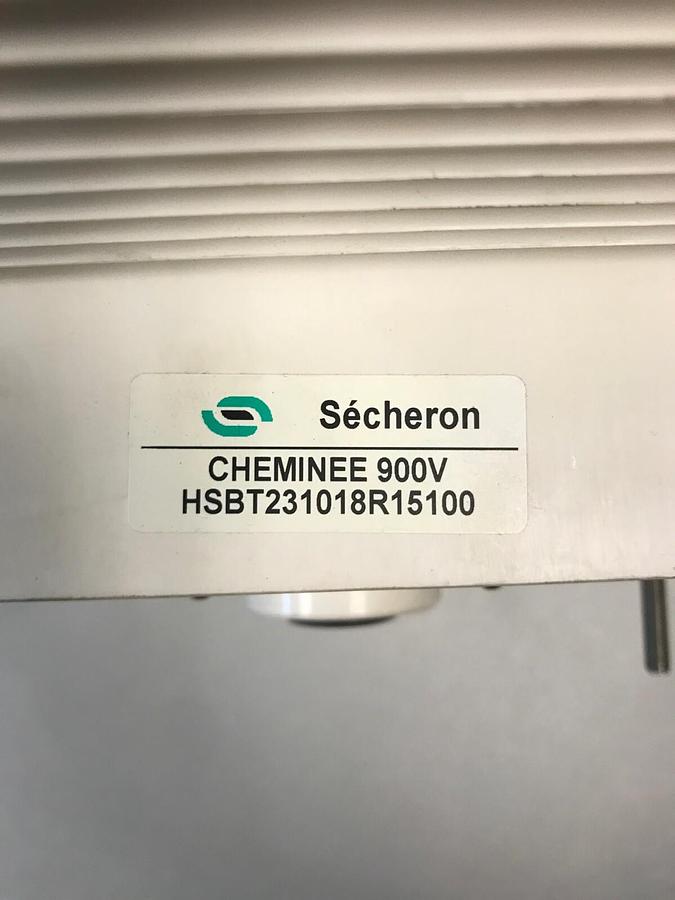 Sécheron
CHEMINEE 900V
HSBT231018R15100